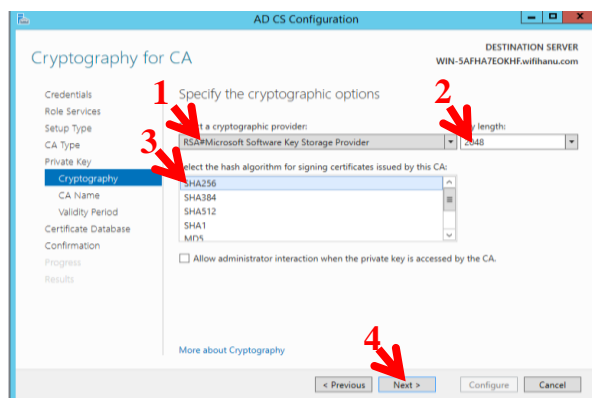 AD CS Configuration
Cryptography for CA
DESTINATION SERVER
WIN-5AFHA7EOKHF.wifihanu.com
Credentials
Role Services
Setup Type
CA Type
Private Key
Cryptography
CA Name
Validity Period
Certificate Database
Confirmation
Progress
Results
Specify the cryptographic options
1
2
t a cryptographic provider:
y length:
RSA#Microsoft Software Key Storage Provider
2048
3
Select the hash algorithm for signing certificates issued by this CA:
SHA256
SHA384
SHA512
SHA1
MD5
Allow administrator interaction when the private key is accessed by the CA.
More about Cryptography
4
< Previous
Next >
Configure
Cancel